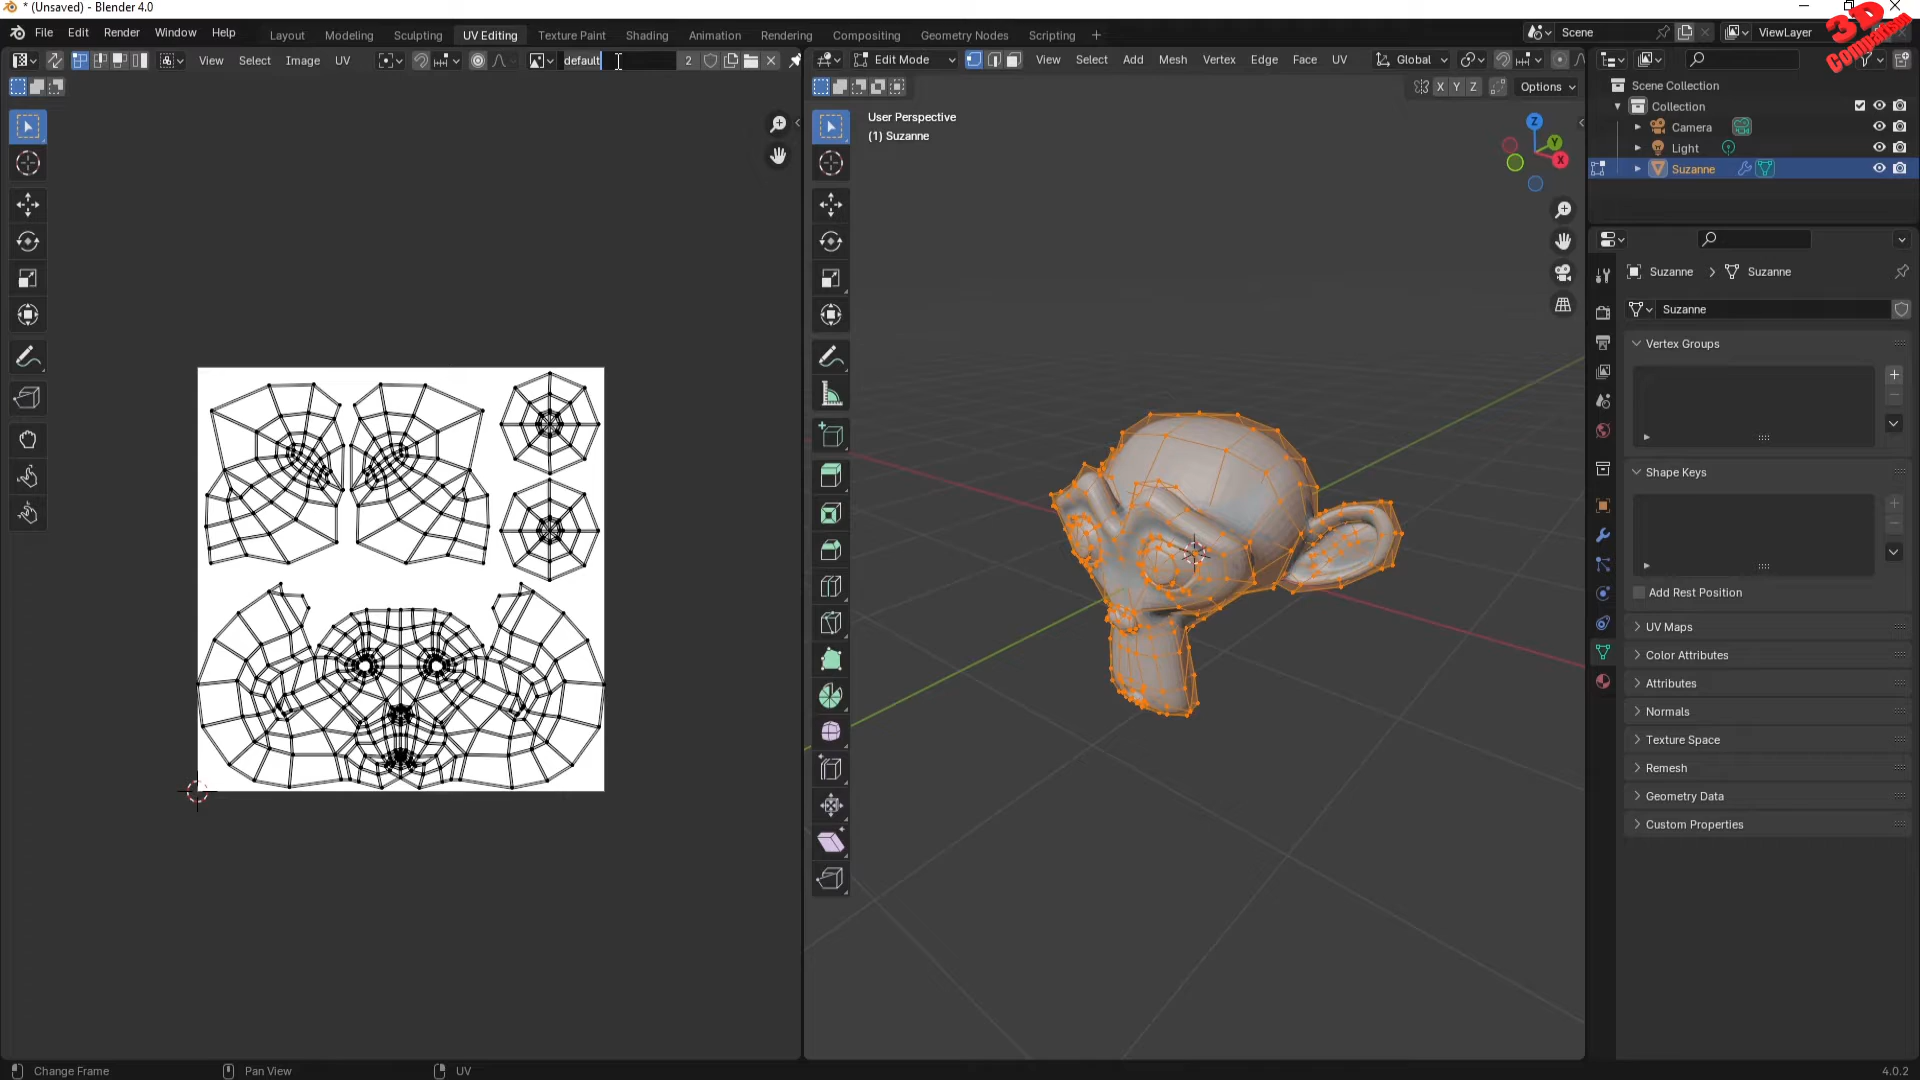 * (Unsaved) - Blender 4.0
File Edit Render Window Help
Layout Modeling Sculpting UV Editing Texture Paint Shading Animation Rendering Compositing Geometry Nodes Scripting +
Scene
ViewLayer
3D
Comparison
View Select Image UV
default
2
Edit Mode
View Select Add Mesh Vertex Edge Face UV
Global
X Y Z
Options
User Perspective
(1) Suzanne
Z
Y
X
Scene Collection
Collection
Camera
Light
Suzanne
Suzanne > Suzanne
Suzanne
Vertex Groups
Shape Keys
Add Rest Position
UV Maps
Color Attributes
Attributes
Normals
Texture Space
Remesh
Geometry Data
Custom Properties
Change Frame
Pan View
UV
4.0.2